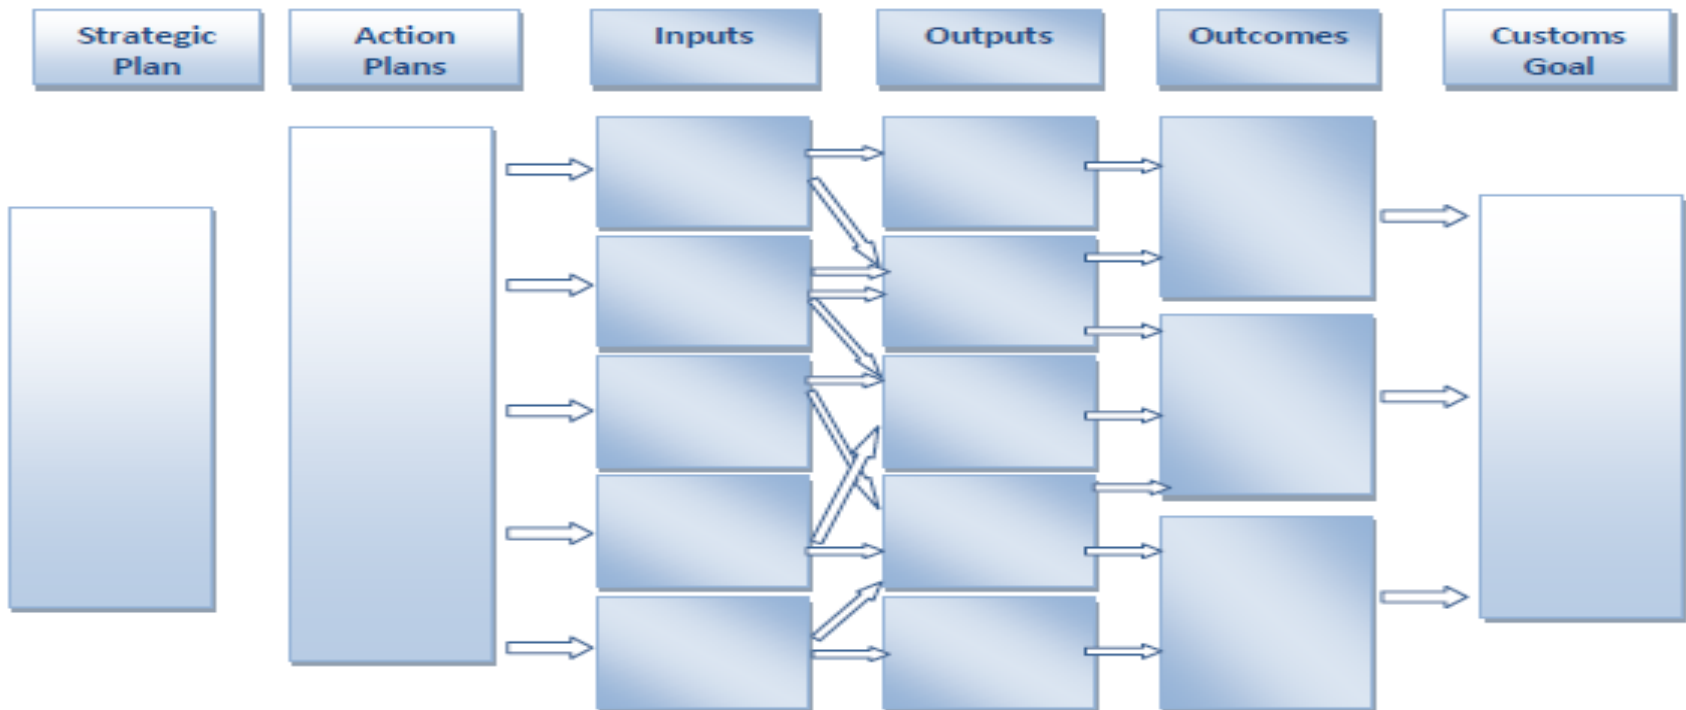 Strategic
Plan
Action
Plans
Inputs
Outputs
Outcomes
Customs
Goal